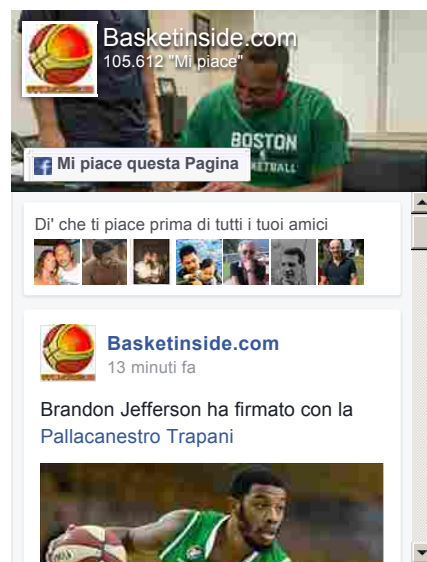 Basketinside.com
105.612 "Mi piace"
BOSTON
BASKETBALL
Mi piace questa Pagina
Di' che ti piace prima di tutti i tuoi amici
Basketinside.com
13 minuti fa
Brandon Jefferson ha firmato con la
Pallacanestro Trapani